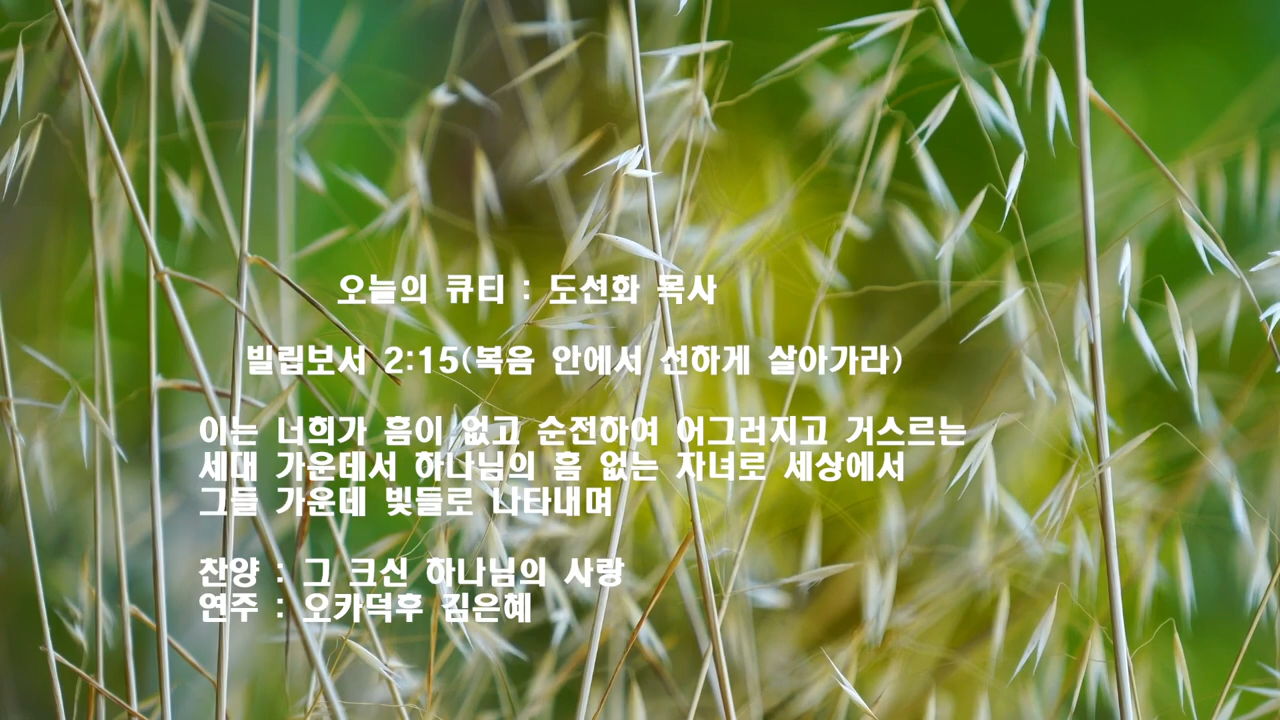 오늘의 큐티 : 도선화 목사
빌립보서 2:15(복음 안에서 선하게 살아가라)
이는 너희가 흠이 없고 순전하여 어그러지고 거스르는
세대 가운데서 하나님의 흠 없는 자녀로 세상에서
그들 가운데 빛들로 나타내며
찬양 : 그 크신 하나님의 사랑
연주 : 오카덕후 김은혜